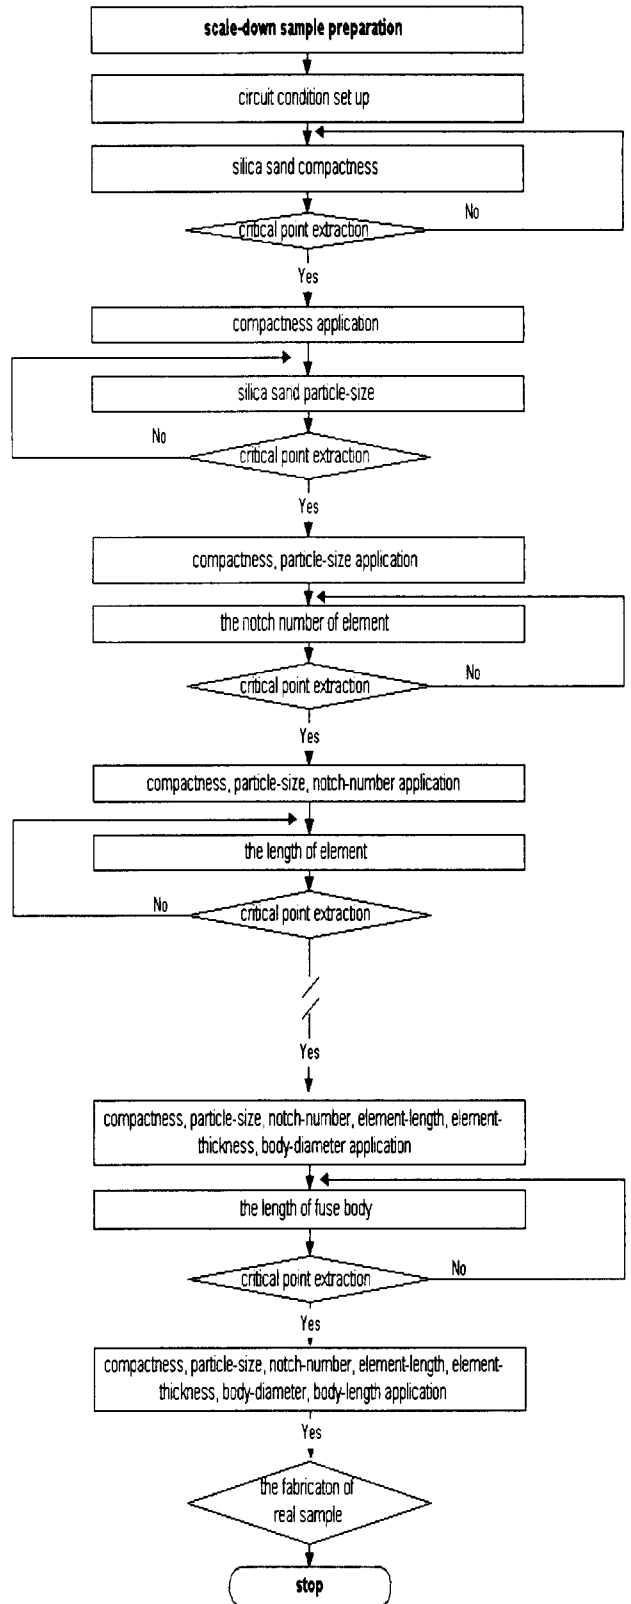 scale-down sample preparation
circuit condition set up
silica sand compactness
No
critical point extraction
Yes
compactness application
silica sand particle-size
No
critical point extraction
Yes
compactness, particle-size application
the notch number of element
critical point extraction
No
Yes
compactness, particle-size, notch-number application
the length of element
No
critical point extraction
Yes
compactness, particle-size, notch-number, element-length, element-
thickness, body-diameter application
the length of fuse body
No
critical point extraction
Yes
compactness, particle-size, notch-number, element-length, element-
thickness, body-diameter, body-length application
Yes
the fabricaton of
real sample
stop